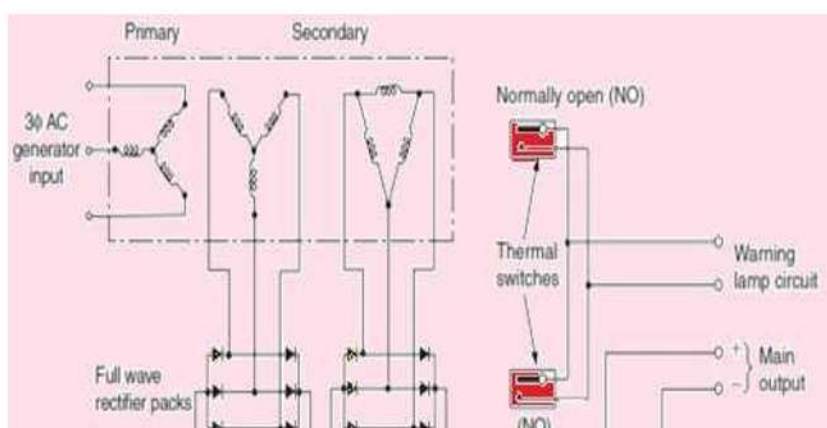 Primary
Secondary
3ϕ AC
generator
input
Normally open (NO)
Thermal
switches
Warning
lamp circuit
+
Main
−
output
Full wave
rectifier packs
(NO)